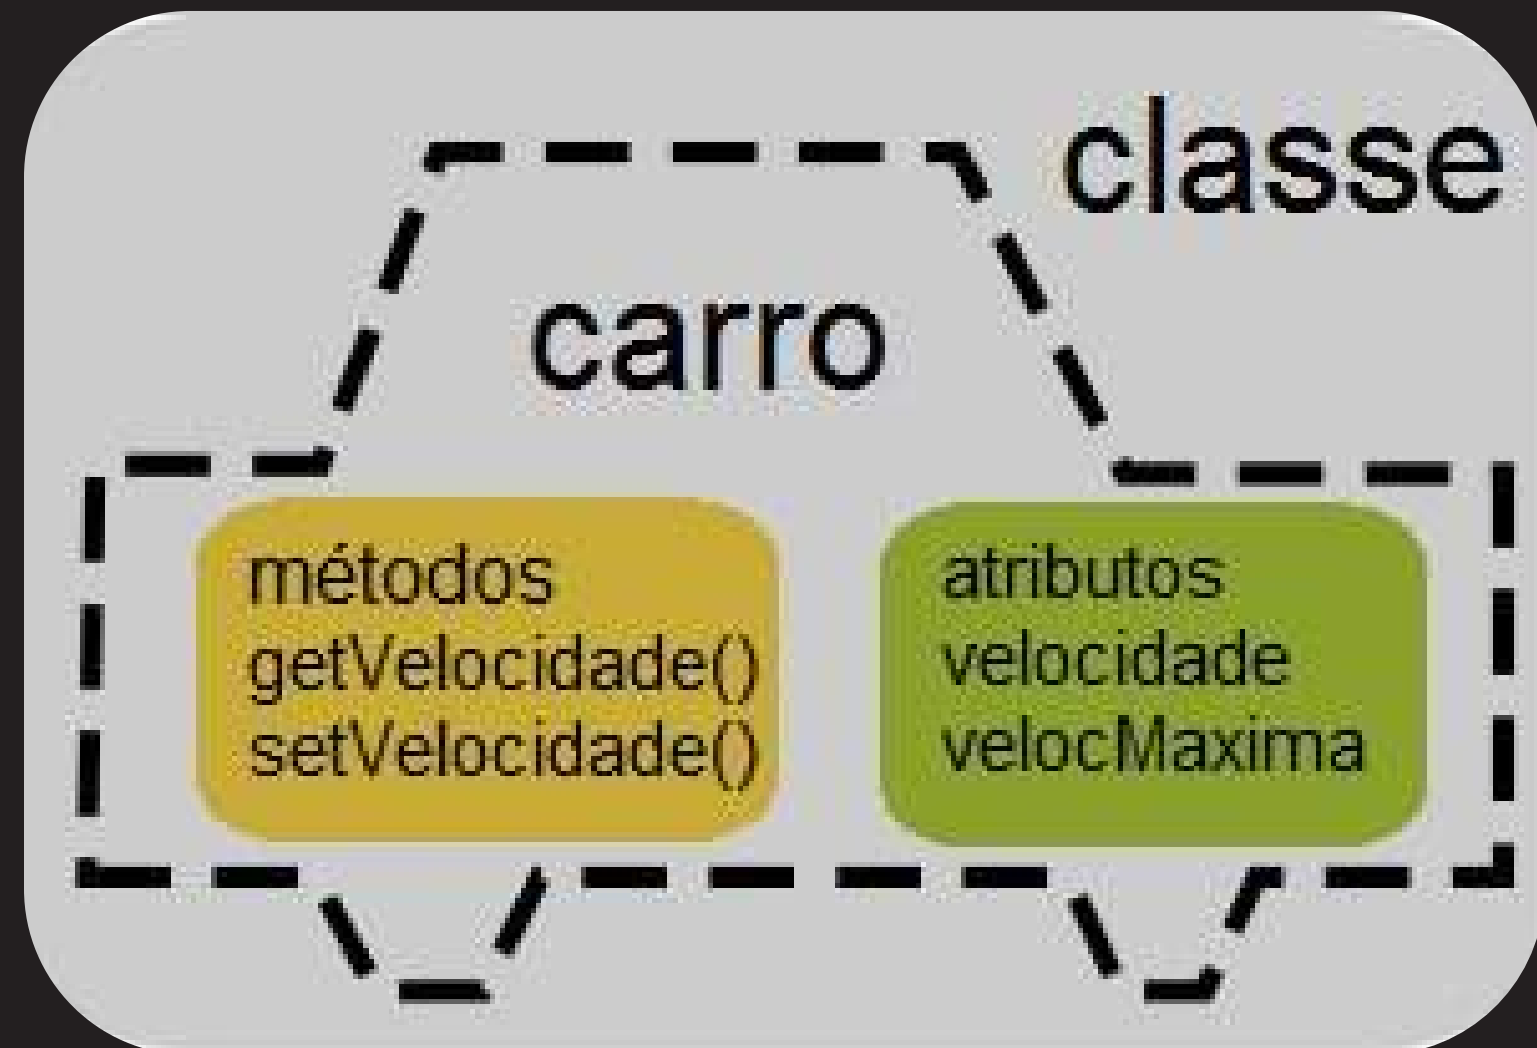 classe
carro
métodos
getVelocidade()
setVelocidade()
atributos
velocidade
velocMaxima